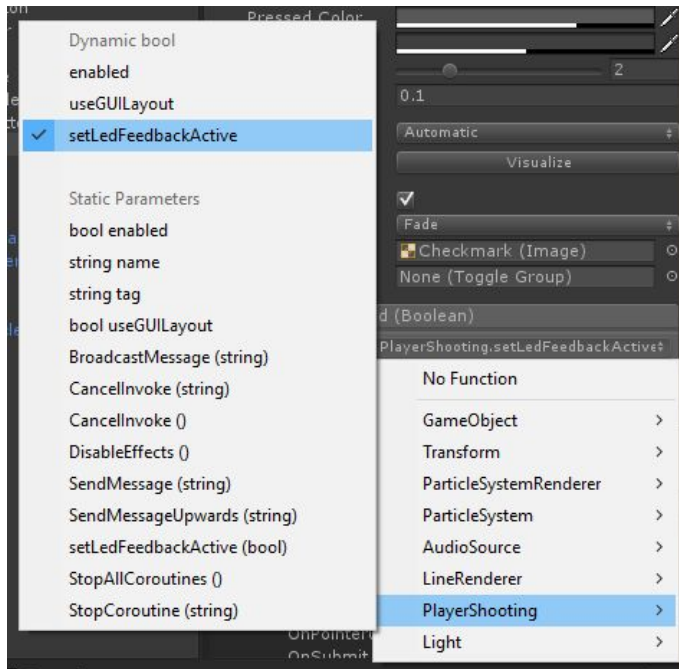 Pressed Color
Dynamic bool
enabled
useGUILayout
setLedFeedbackActive
Static Parameters
bool enabled
string name
string tag
bool useGUILayout
BroadcastMessage (string)
CancelInvoke (string)
CancelInvoke ()
DisableEffects ()
SendMessage (string)
SendMessageUpwards (string)
setLedFeedbackActive (bool)
StopAllCoroutines ()
StopCoroutine (string)
2
0.1
Automatic
Visualize
Fade
Checkmark (Image)
None (Toggle Group)
(Boolean)
PlayerShooting.setLedFeedbackActive
No Function
GameObject
Transform
ParticleSystemRenderer
ParticleSystem
AudioSource
LineRenderer
PlayerShooting
Light
OnSubmit